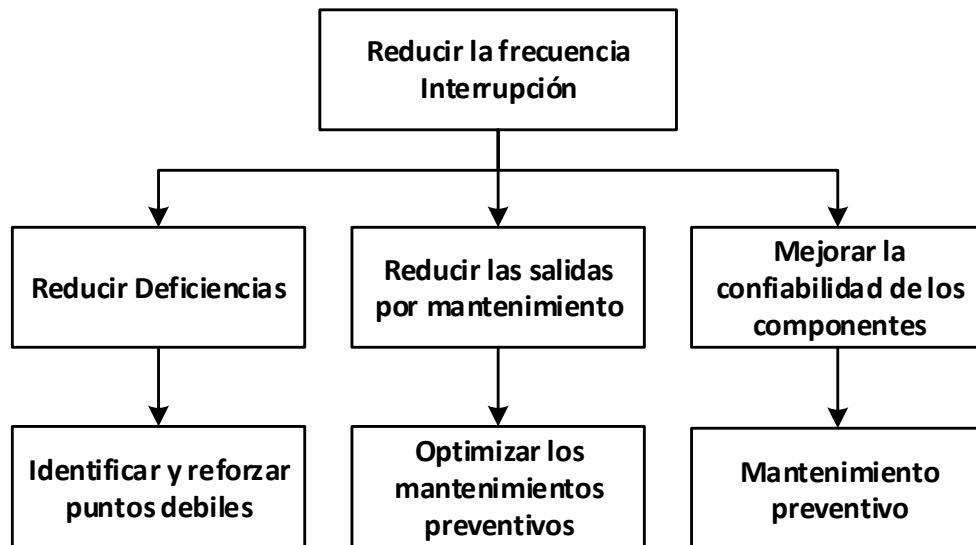 Reducir la frecuencia
Interrupción
Reducir Deficiencias
Reducir las salidas
por mantenimiento
Mejorar la
confiabilidad de los
componentes
Identificar y reforzar
puntos debiles
Optimizar los
mantenimientos
preventivos
Mantenimiento
preventivo